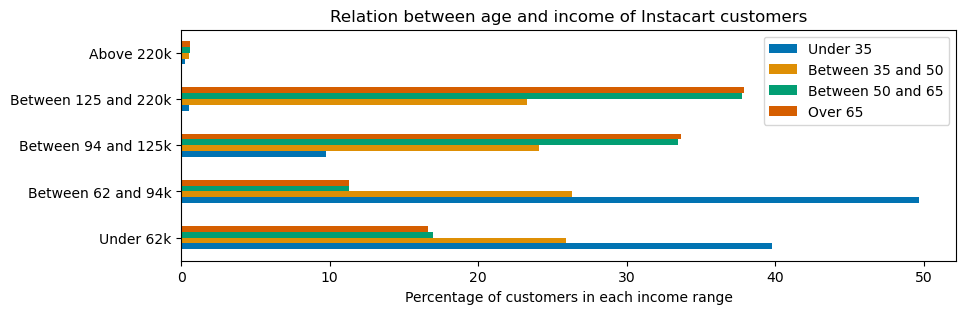 Relation between age and income of Instacart customers
Above 220k
Between 125 and 220k
Between 94 and 125k
Between 62 and 94k
Under 62k
Under 35
Between 35 and 50
Between 50 and 65
Over 65
0 10 20 30 40 50
Percentage of customers in each income range